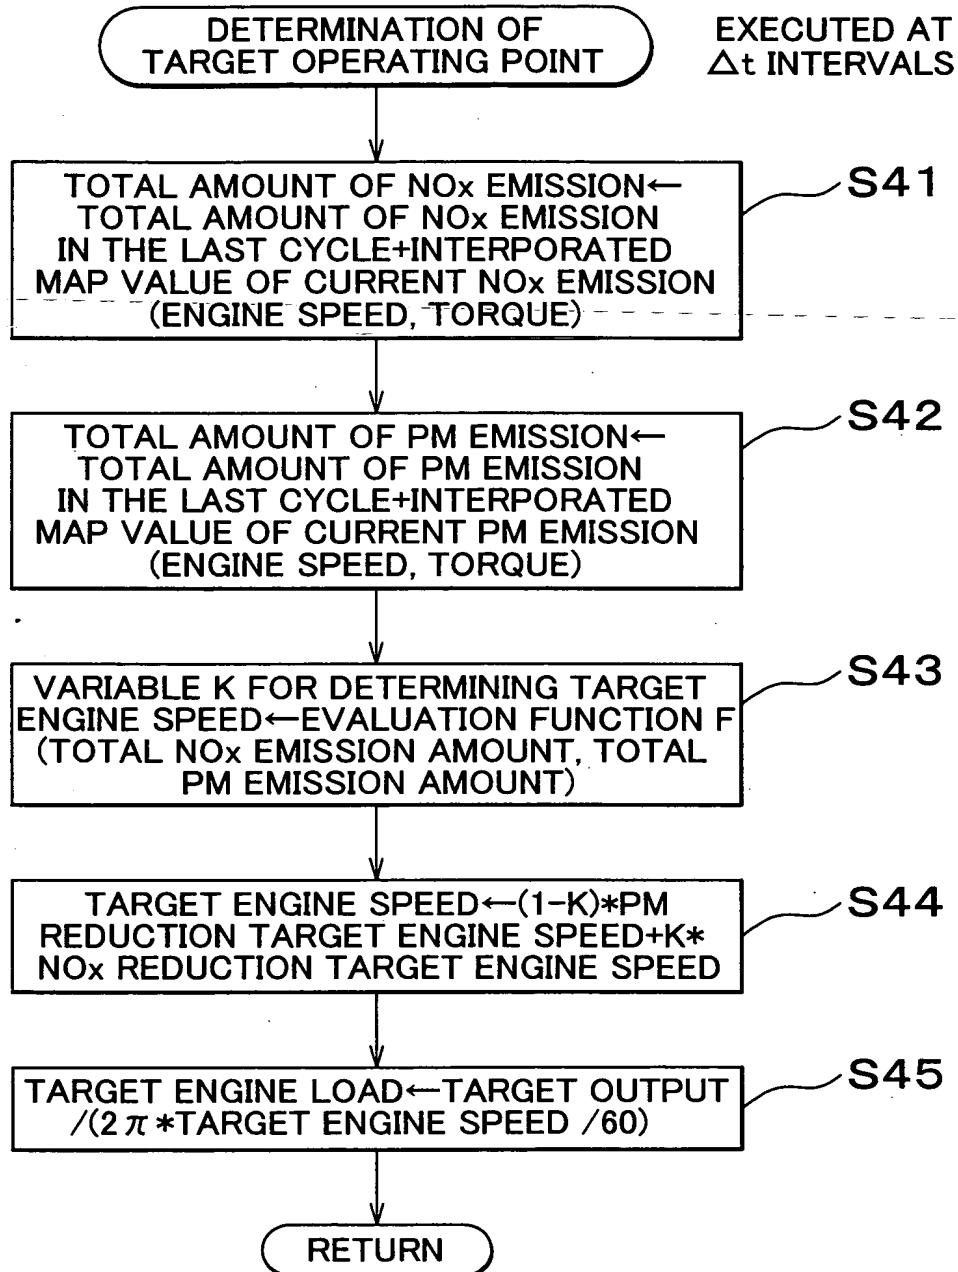 DETERMINATION OF
TARGET OPERATING POINT
EXECUTED AT
Δt INTERVALS
TOTAL AMOUNT OF NOx EMISSION←
TOTAL AMOUNT OF NOx EMISSION
IN THE LAST CYCLE+INTERPORATED
MAP VALUE OF CURRENT NOx EMISSION
(ENGINE SPEED, TORQUE)
S41
TOTAL AMOUNT OF PM EMISSION←
TOTAL AMOUNT OF PM EMISSION
IN THE LAST CYCLE+INTERPORATED
MAP VALUE OF CURRENT PM EMISSION
(ENGINE SPEED, TORQUE)
S42
VARIABLE K FOR DETERMINING TARGET
ENGINE SPEED←EVALUATION FUNCTION F
(TOTAL NOx EMISSION AMOUNT, TOTAL
PM EMISSION AMOUNT)
S43
TARGET ENGINE SPEED←(1-K)*PM
REDUCTION TARGET ENGINE SPEED+K*
NOx REDUCTION TARGET ENGINE SPEED
S44
TARGET ENGINE LOAD←TARGET OUTPUT
/(2π*TARGET ENGINE SPEED /60)
S45
RETURN